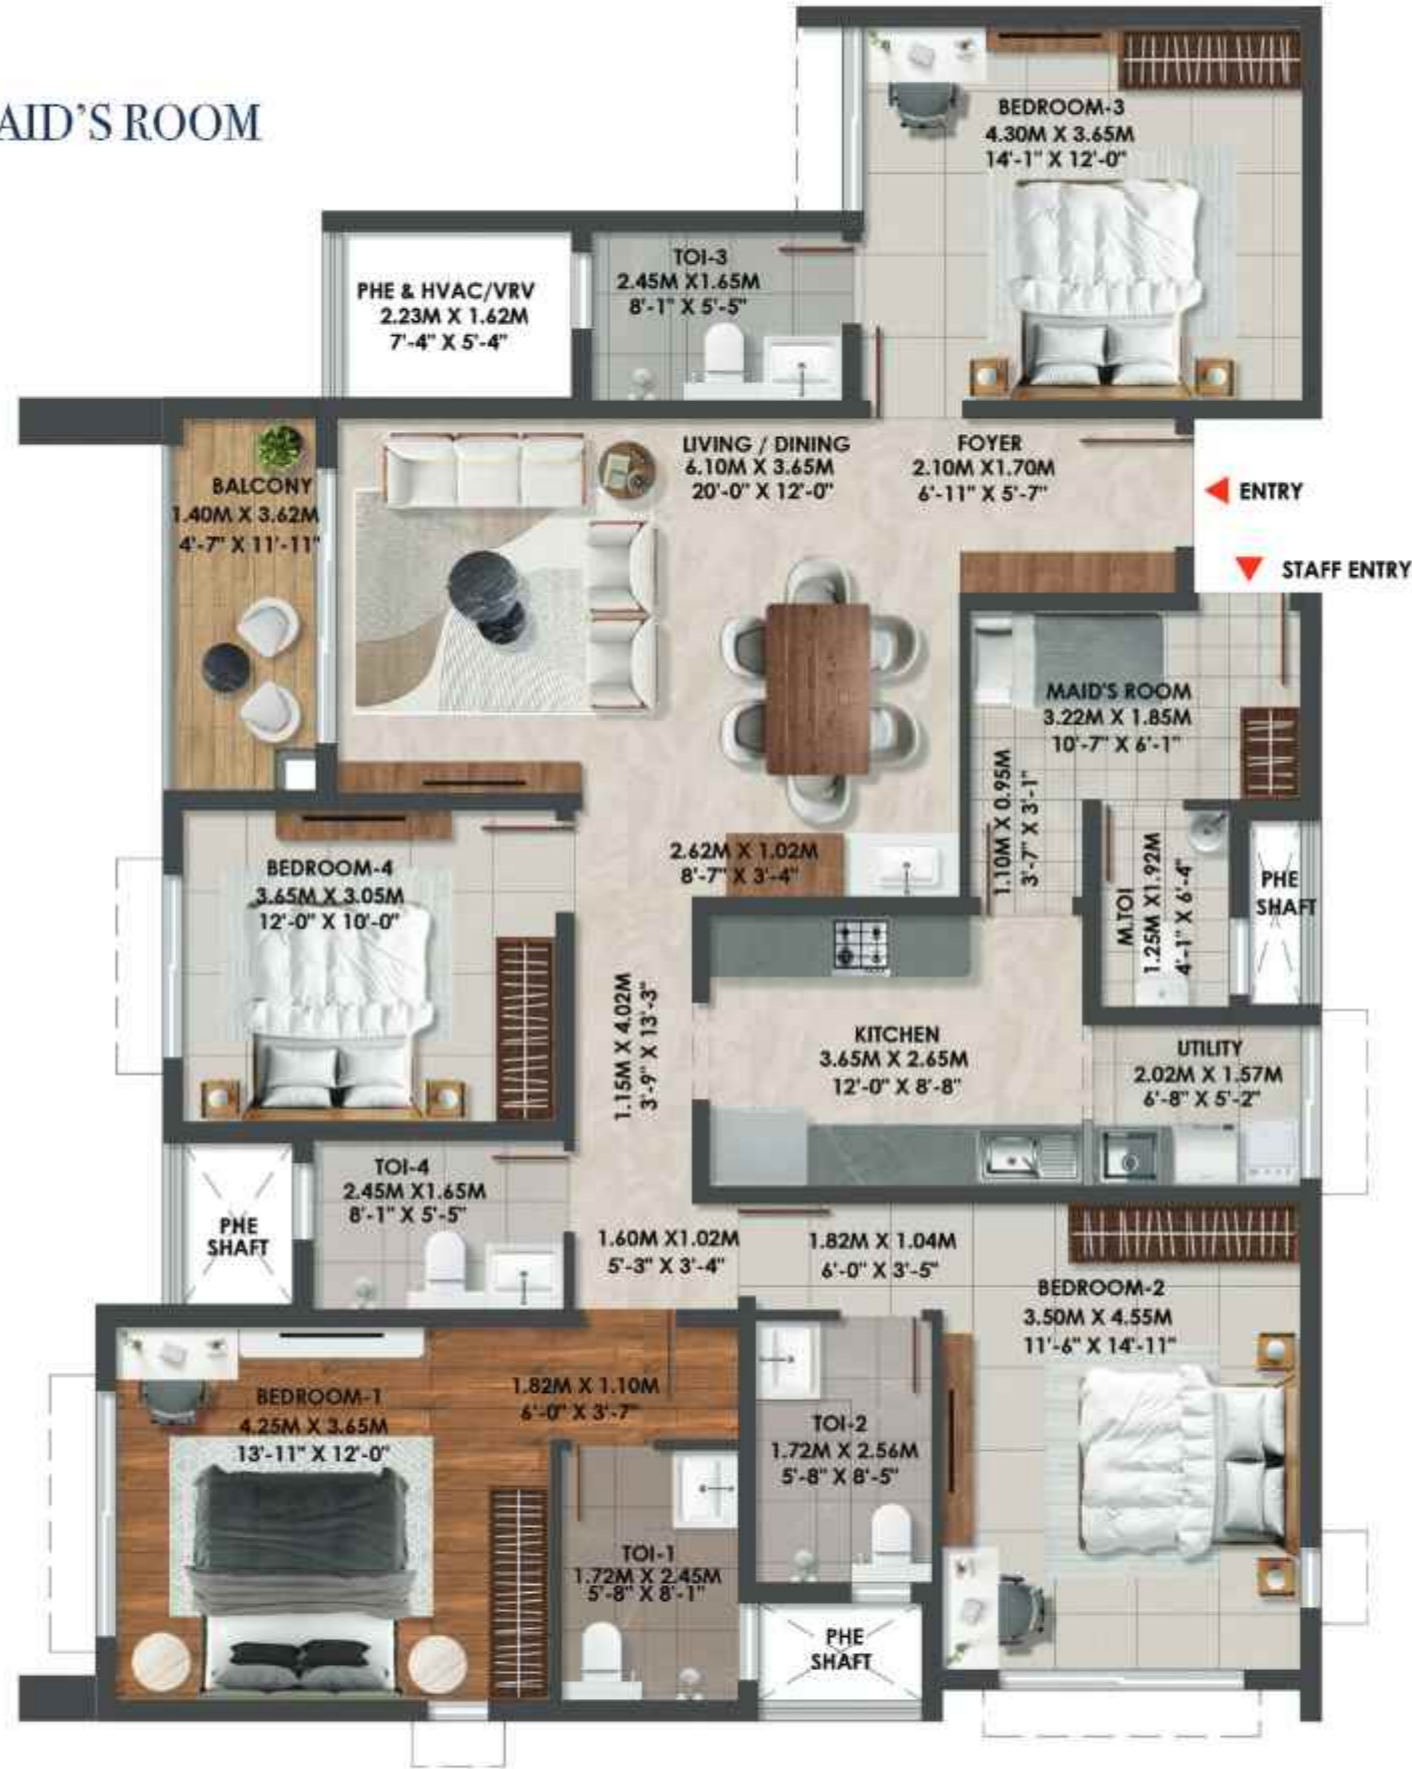 AID'S ROOM
BEDROOM-3
4.30M X 3.65M
14'-1" X 12'-0"
TOI-3
2.45M X1.65M
8'-1" X 5'-5"
PHE & HVAC/VRV
2.23M X 1.62M
7'-4" X 5'-4"
LIVING / DINING
6.10M X 3.65M
20'-0" X 12'-0"
FOYER
2.10M X1.70M
6'-11" X 5'-7"
ENTRY
STAFF ENTRY
BALCONY
1.40M X 3.62M
4'-7" X 11'-11"
MAID'S ROOM
3.22M X 1.85M
10'-7" X 6'-1"
1.10M X 0.95M
3'-7" X 3'-1"
2.62M X 1.02M
8'-7" X 3'-4"
BEDROOM-4
3.65M X 3.05M
12'-0" X 10'-0"
M.TOI
1.25M X1.92M
4'-1" X 6'-4"
PHE
SHAFT
1.15M X 4.02M
3'-9" X 13'-3"
KITCHEN
3.65M X 2.65M
12'-0" X 8'-8"
UTILITY
2.02M X 1.57M
6'-8" X 5'-2"
TOI-4
2.45M X1.65M
8'-1" X 5'-5"
PHE
SHAFT
1.60M X1.02M
5'-3" X 3'-4"
1.82M X 1.04M
6'-0" X 3'-5"
BEDROOM-2
3.50M X 4.55M
11'-6" X 14'-11"
BEDROOM-1
4.25M X 3.65M
13'-11" X 12'-0"
1.82M X 1.10M
6'-0" X 3'-7"
TOI-2
1.72M X 2.56M
5'-8" X 8'-5"
TOI-1
1.72M X 2.45M
5'-8" X 8'-1"
PHE
SHAFT